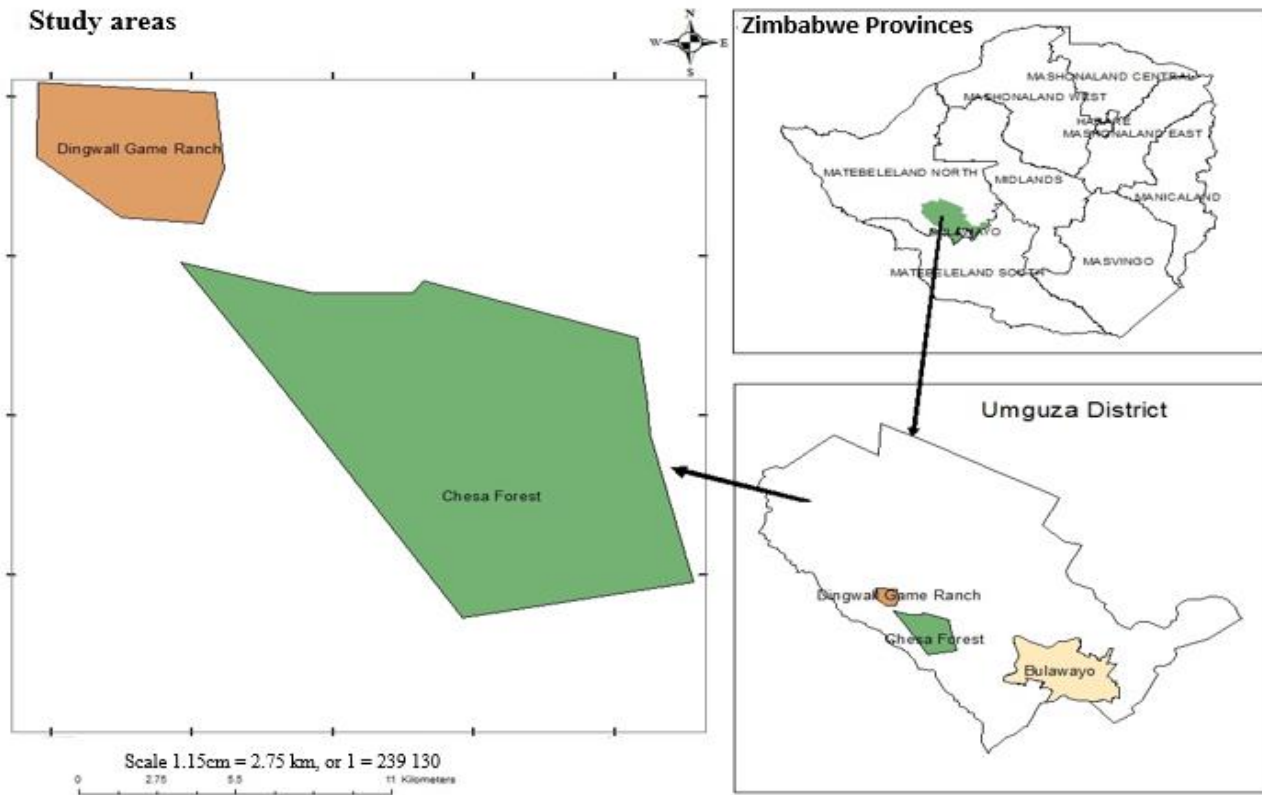 Study areas
N
W E
S
Dingwall Game Ranch
Chesa Forest
Scale 1.15cm = 2.75 km, or 1 = 239 130
0 2.75 5.5 11 Kilometers
Zimbabwe Provinces
MASHONALAND CENTRAL
MASHONALAND WEST
HARARE
MASHONALAND EAST
MATEBELELAND NORTH
MIDLANDS
MANICALAND
BULAWAYO
MASVINGO
MATEBELELAND SOUTH
Umguza District
Dingwall Game Ranch
Chesa Forest
Bulawayo